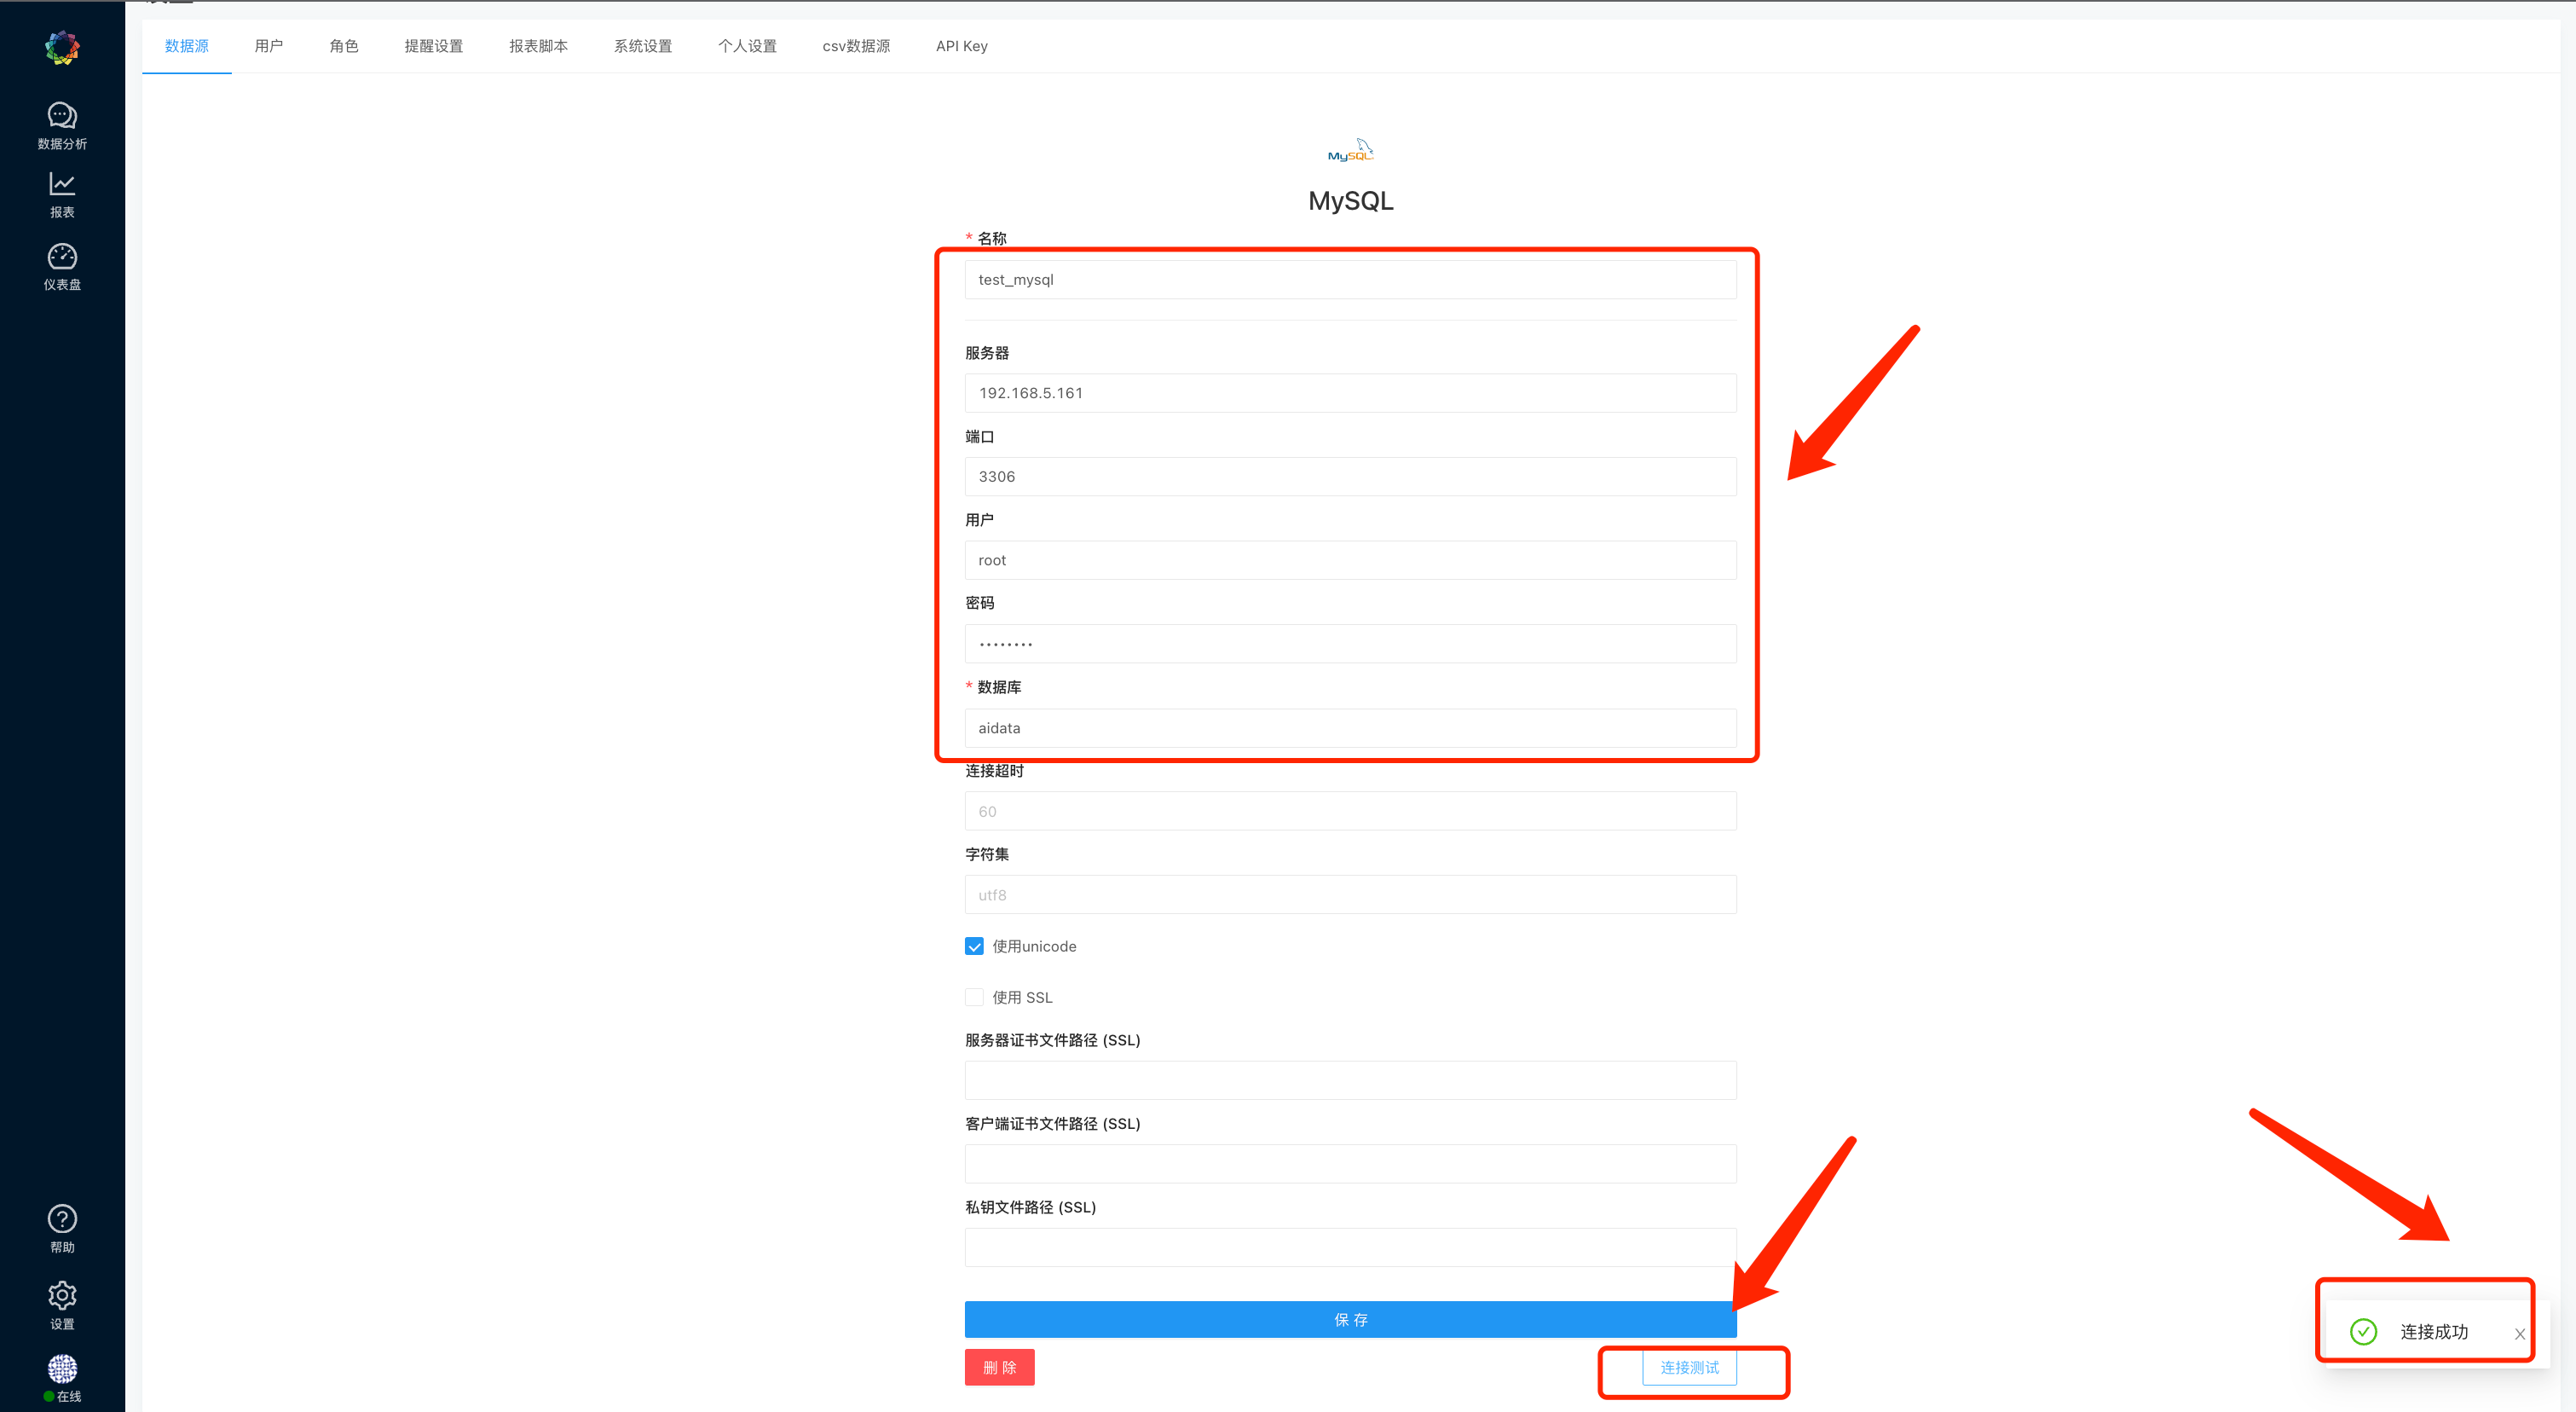 数据源 用户 角色 提醒设置 报表脚本 系统设置 个人设置 csv数据源 API Key
数据分析
报表
仪表盘
帮助
设置
在线
MySQL
MySQL
* 名称
test_mysql
服务器
192.168.5.161
端口
3306
用户
root
密码
••••••••
* 数据库
aidata
连接超时
60
字符集
utf8
使用unicode
使用 SSL
服务器证书文件路径 (SSL)
客户端证书文件路径 (SSL)
私钥文件路径 (SSL)
保 存
删 除 连接测试
连接成功